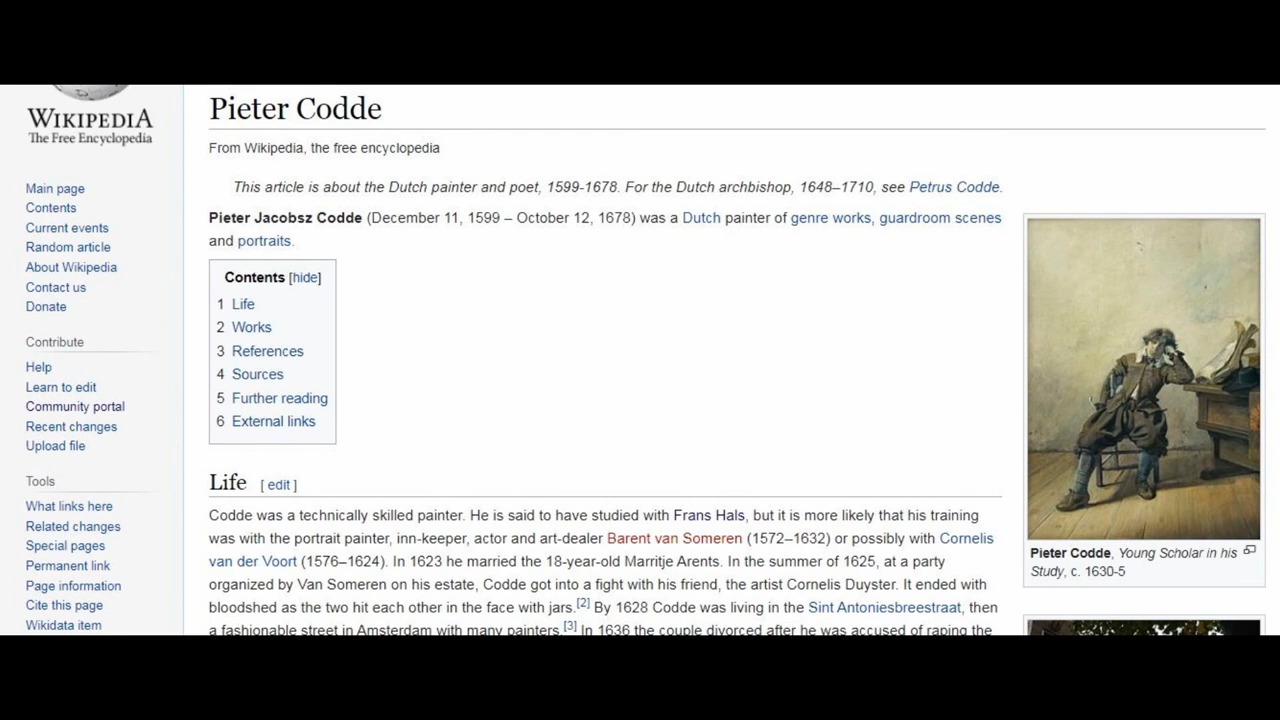 WIKIPEDIA
The Free Encyclopedia
Main page
Contents
Current events
Random article
About Wikipedia
Contact us
Donate
Contribute
Help
Learn to edit
Community portal
Recent changes
Upload file
Tools
What links here
Related changes
Special pages
Permanent link
Page information
Cite this page
Wikidata item
Pieter Codde
From Wikipedia, the free encyclopedia
This article is about the Dutch painter and poet, 1599-1678. For the Dutch archbishop, 1648–1710, see Petrus Codde.
Pieter Jacobsz Codde (December 11, 1599 – October 12, 1678) was a Dutch painter of genre works, guardroom scenes
and portraits.
Contents [hide]
1 Life
2 Works
3 References
4 Sources
5 Further reading
6 External links
Life [ edit ]
Codde was a technically skilled painter. He is said to have studied with Frans Hals, but it is more likely that his training
was with the portrait painter, inn-keeper, actor and art-dealer Barent van Someren (1572–1632) or possibly with Cornelis
van der Voort (1576–1624). In 1623 he married the 18-year-old Marritje Arents. In the summer of 1625, at a party
organized by Van Someren on his estate, Codde got into a fight with his friend, the artist Cornelis Duyster. It ended with
bloodshed as the two hit each other in the face with jars.[2] By 1628 Codde was living in the Sint Antoniesbreestraat, then
a fashionable street in Amsterdam with many painters.[3] In 1636 the couple divorced after he was accused of raping the
Pieter Codde, Young Scholar in his
Study, c. 1630-5